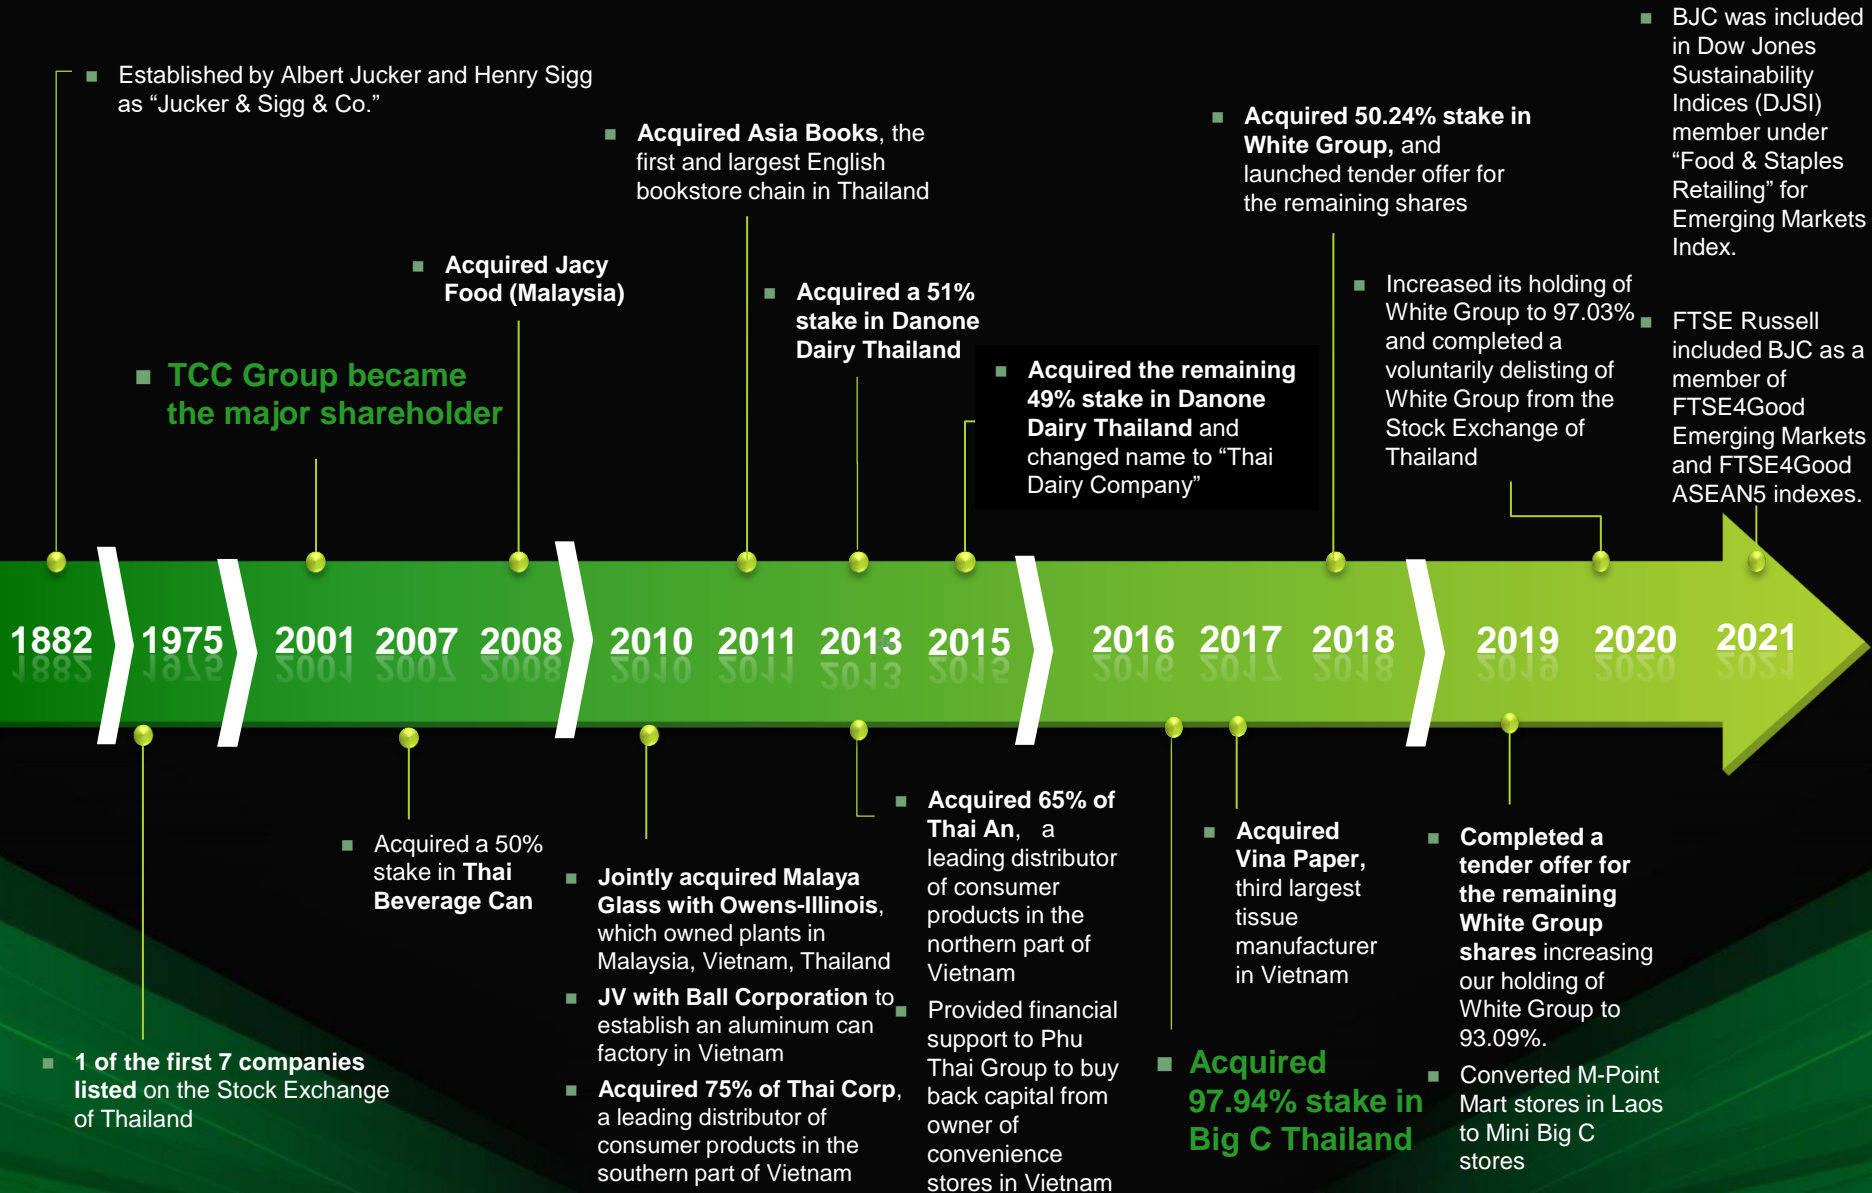 Established by Albert Jucker and Henry Sigg
as “Jucker & Sigg & Co.”
TCC Group became
the major shareholder
Acquired Jacy
Food (Malaysia)
Acquired Asia Books, the
first and largest English
bookstore chain in Thailand
Acquired a 51%
stake in Danone
Dairy Thailand
Acquired the remaining
49% stake in Danone
Dairy Thailand and
changed name to “Thai
Dairy Company”
Acquired 50.24% stake in
White Group, and
launched tender offer for
the remaining shares
Increased its holding of
White Group to 97.03%
and completed a
voluntarily delisting of
White Group from the
Stock Exchange of
Thailand
BJC was included
in Dow Jones
Sustainability
Indices (DJSI)
member under
“Food & Staples
Retailing” for
Emerging Markets
Index.
FTSE Russell
included BJC as a
member of
FTSE4Good
Emerging Markets
and FTSE4Good
ASEAN5 indexes.
1882 1975 2001 2007 2008 2010 2011 2013 2015 2016 2017 2018 2019 2020 2021
1 of the first 7 companies
listed on the Stock Exchange
of Thailand
Acquired a 50%
stake in Thai
Beverage Can
Jointly acquired Malaya
Glass with Owens-Illinois,
which owned plants in
Malaysia, Vietnam, Thailand
JV with Ball Corporation to
establish an aluminum can
factory in Vietnam
Acquired 75% of Thai Corp,
a leading distributor of
consumer products in the
southern part of Vietnam
Acquired 65% of
Thai An, a
leading distributor
of consumer
products in the
northern part of
Vietnam
Provided financial
support to Phu
Thai Group to buy
back capital from
owner of
convenience
stores in Vietnam
Acquired
97.94% stake in
Big C Thailand
Acquired
Vina Paper,
third largest
tissue
manufacturer
in Vietnam
Completed a
tender offer for
the remaining
White Group
shares increasing
our holding of
White Group to
93.09%.
Converted M-Point
Mart stores in Laos
to Mini Big C
stores